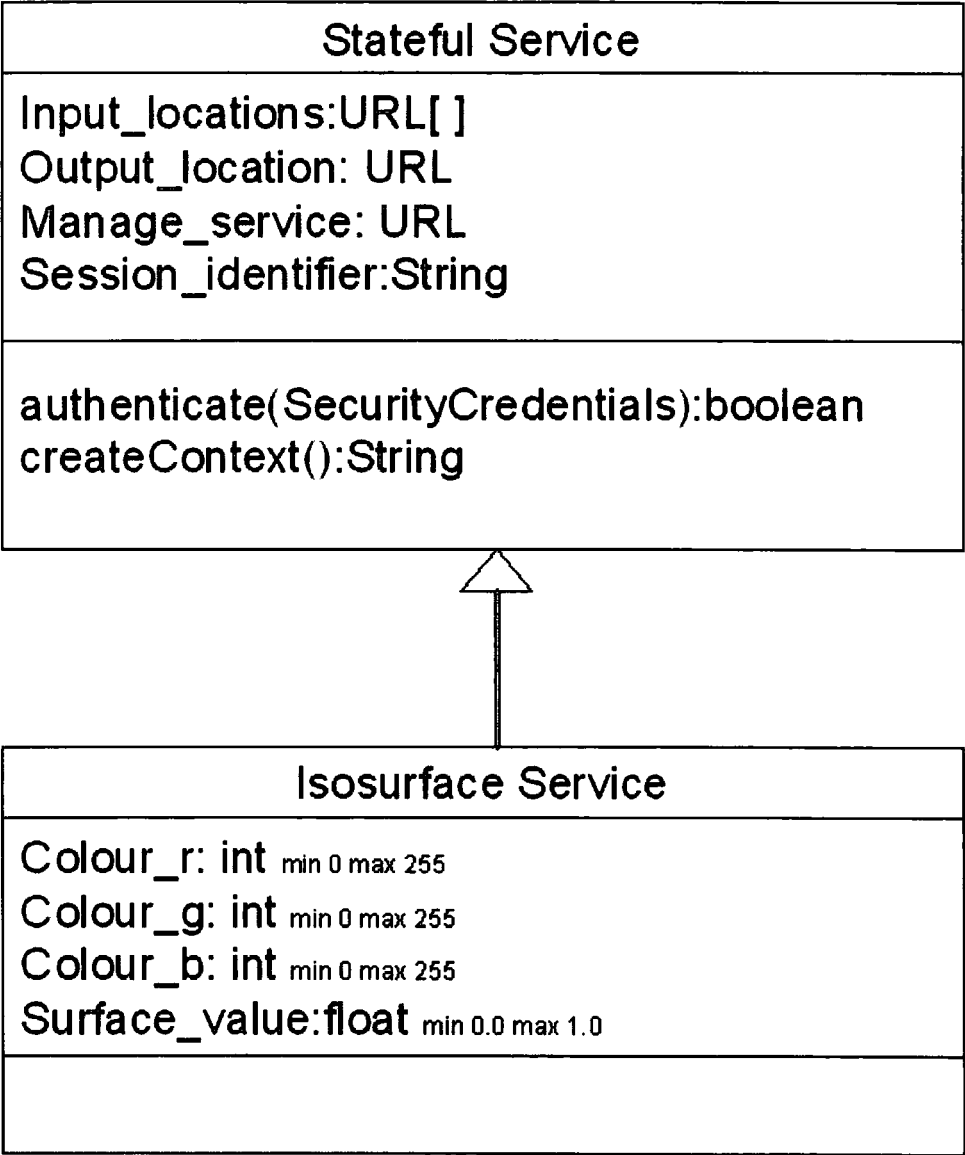 Stateful Service
Input_locations:URL[ ]
Output_location: URL
Manage_service: URL
Session_identifier:String
authenticate(SecurityCredentials):boolean
createContext():String
Isosurface Service
Colour_r: int min 0 max 255
Colour_g: int min 0 max 255
Colour_b: int min 0 max 255
Surface_value:float min 0.0 max 1.0